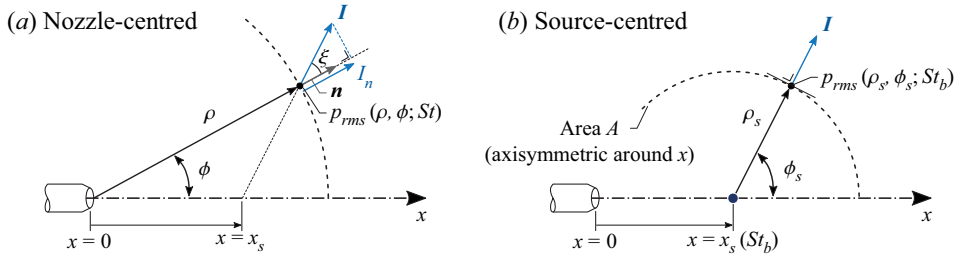 (a) Nozzle-centred
I
ξ
I_n
n
p_rms (ρ, ϕ; St)
ρ
ϕ
x
x = 0
x = x_s
(b) Source-centred
I
p_rms (ρ_s, ϕ_s; St_b)
ρ_s
Area A
(axisymmetric around x)
ϕ_s
x
x = 0
x = x_s (St_b)